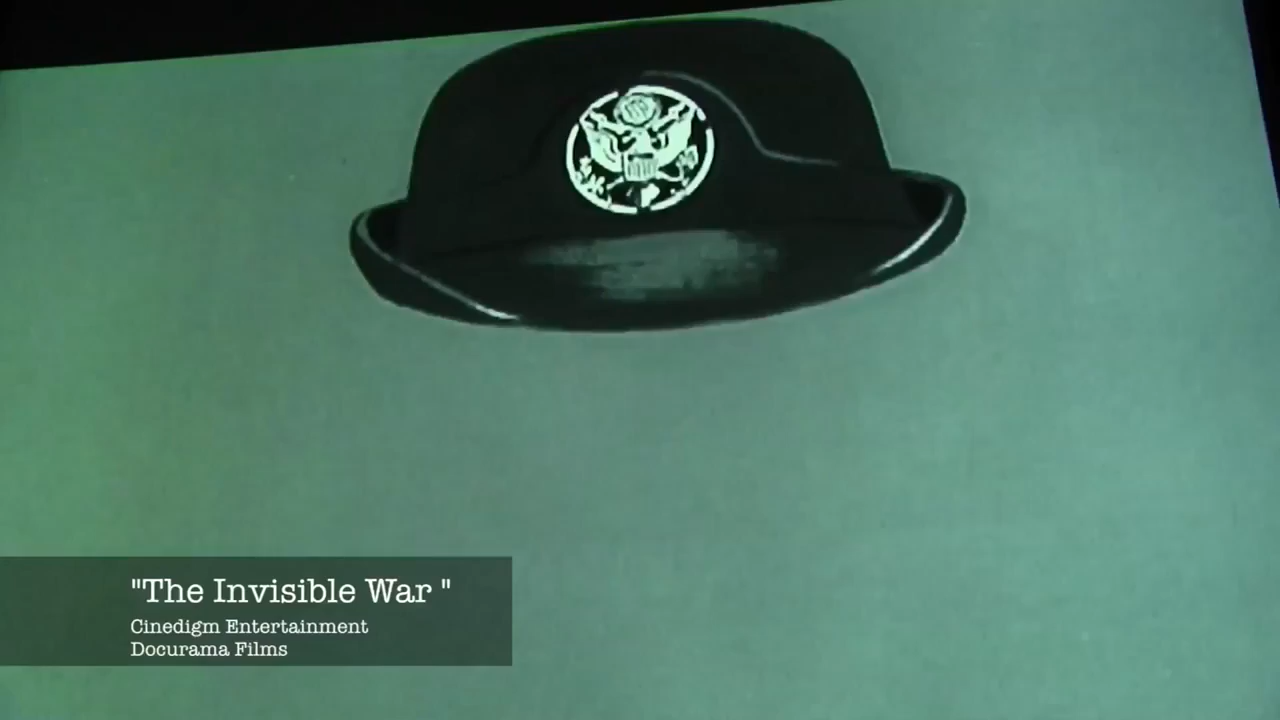 "The Invisible War "
Cinedigm Entertainment
Docurama Films